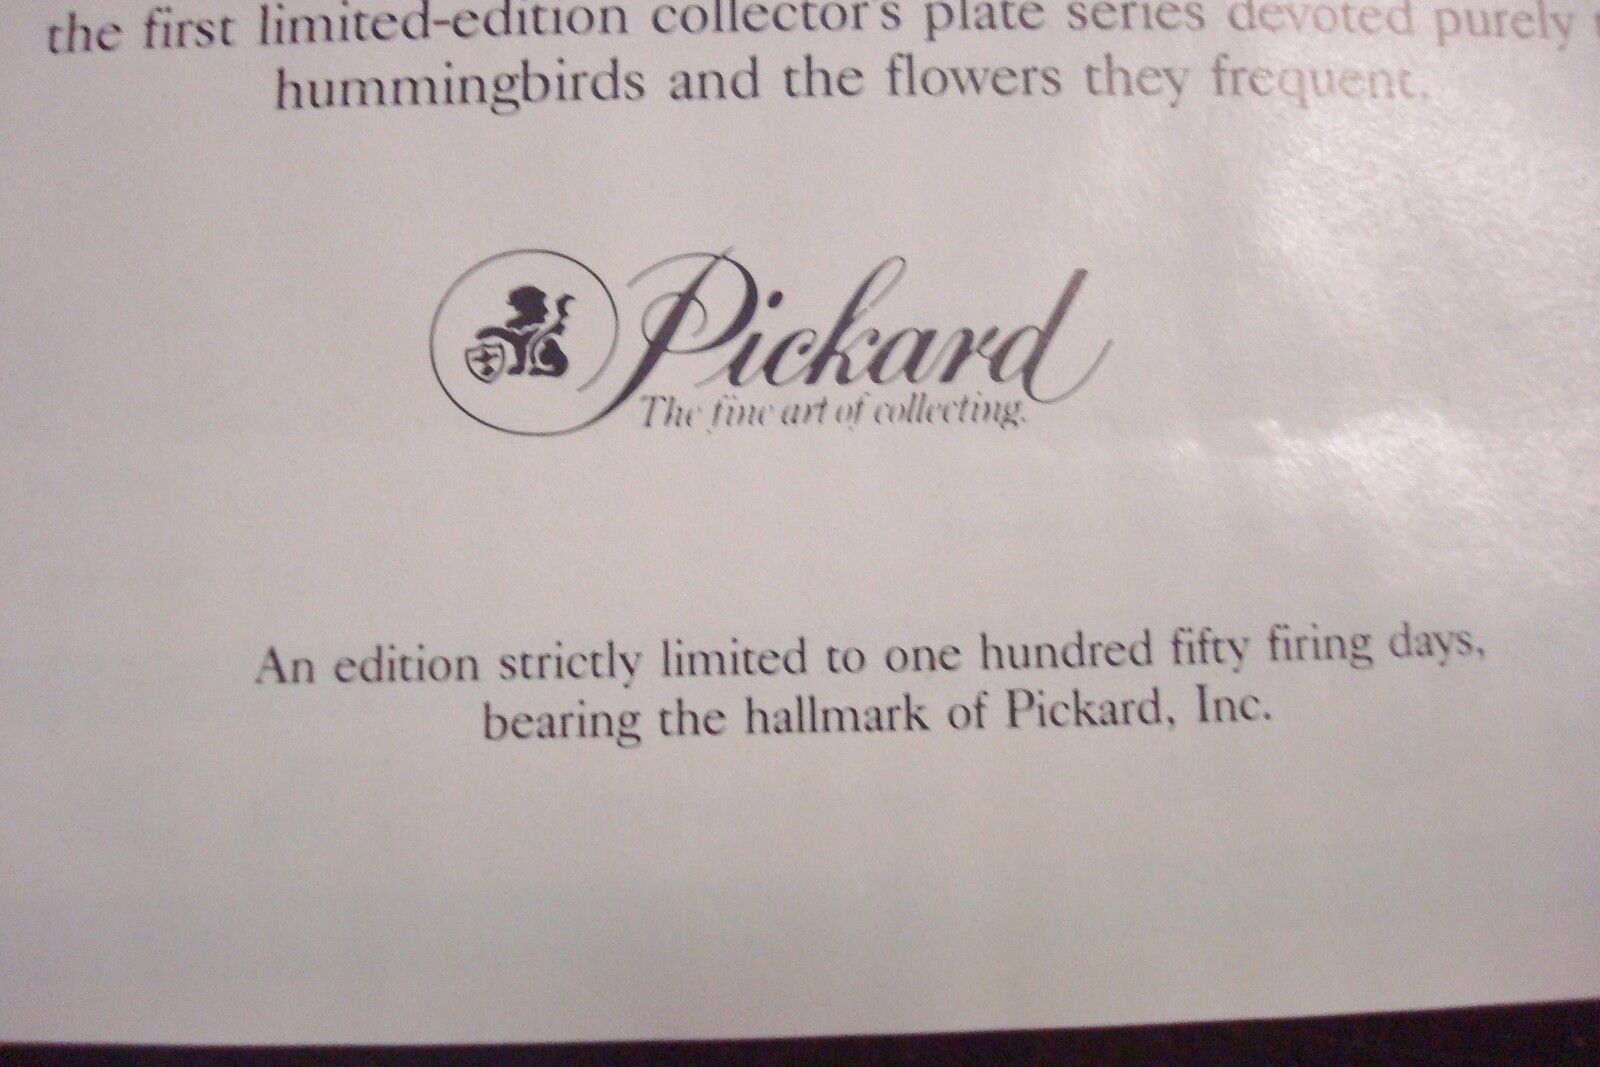 the first limited-edition collector's plate series devoted purely
hummingbirds and the flowers they frequent.
Pickard
The fine art of collecting.
An edition strictly limited to one hundred fifty firing days,
bearing the hallmark of Pickard, Inc.